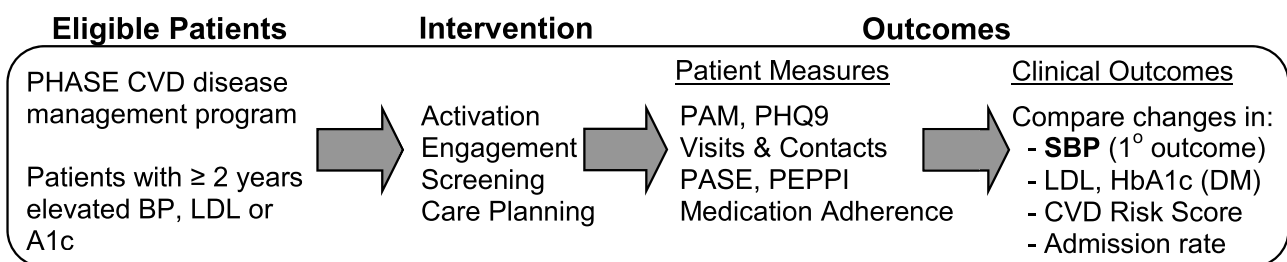 Eligible Patients
Intervention
Outcomes
PHASE CVD disease
management program
Patients with ≥ 2 years
elevated BP, LDL or
A1c
Activation
Engagement
Screening
Care Planning
Patient Measures
PAM, PHQ9
Visits & Contacts
PASE, PEPPI
Medication Adherence
Clinical Outcomes
Compare changes in:
- SBP (1° outcome)
- LDL, HbA1c (DM)
- CVD Risk Score
- Admission rate